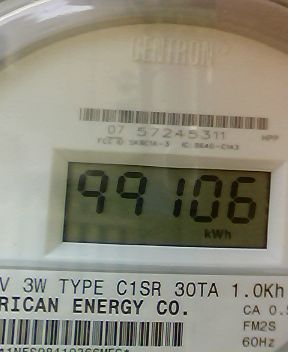 CENTRON
07 57245311
HPP
99106
kWh
V 3W TYPE C1SR 30TA 1.0Kh
RICAN ENERGY CO.
CA 0.5
FM2S
60Hz